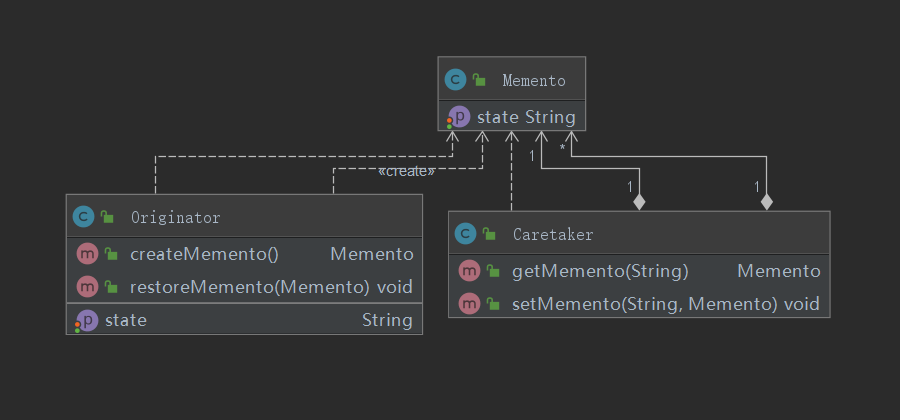 C Memento
p state String
1 *
«create»
1 1
C Originator
m createMemento() Memento
m restoreMemento(Memento) void
p state String
C Caretaker
m getMemento(String) Memento
m setMemento(String, Memento) void